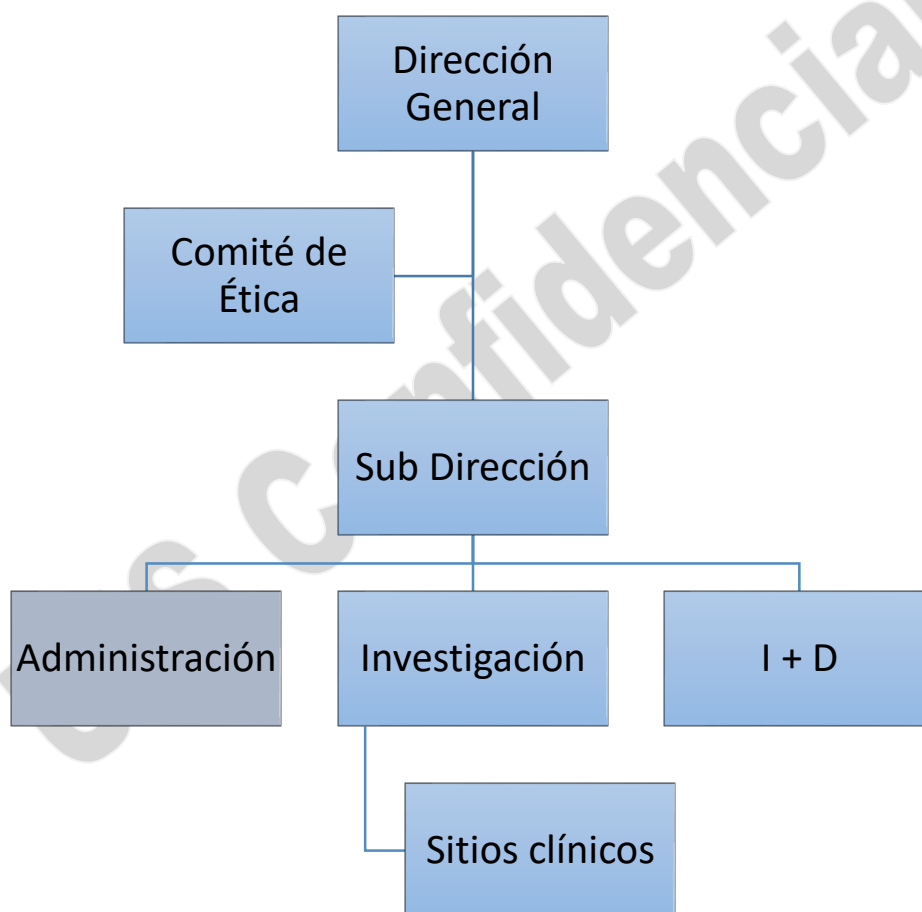 Dirección
General
Comité de
Ética
Sub Dirección
Administración
Investigación
I + D
Sitios clínicos